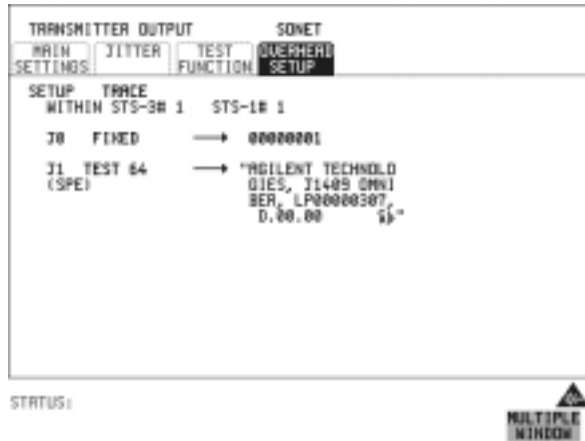 TRANSMITTER OUTPUT SONET
MAIN SETTINGS JITTER TEST FUNCTION OVERHEAD SETUP
SETUP TRACE
WITHIN STS-3# 1 STS-1# 1
J0 FIXED → 00000001
J1 TEST 64 → "AGILENT TECHNOLO
(SPE) GIES, J1409 OMNI
BER, LP00000307,
D.00.00
STATUS:
MULTIPLE
WINDOW